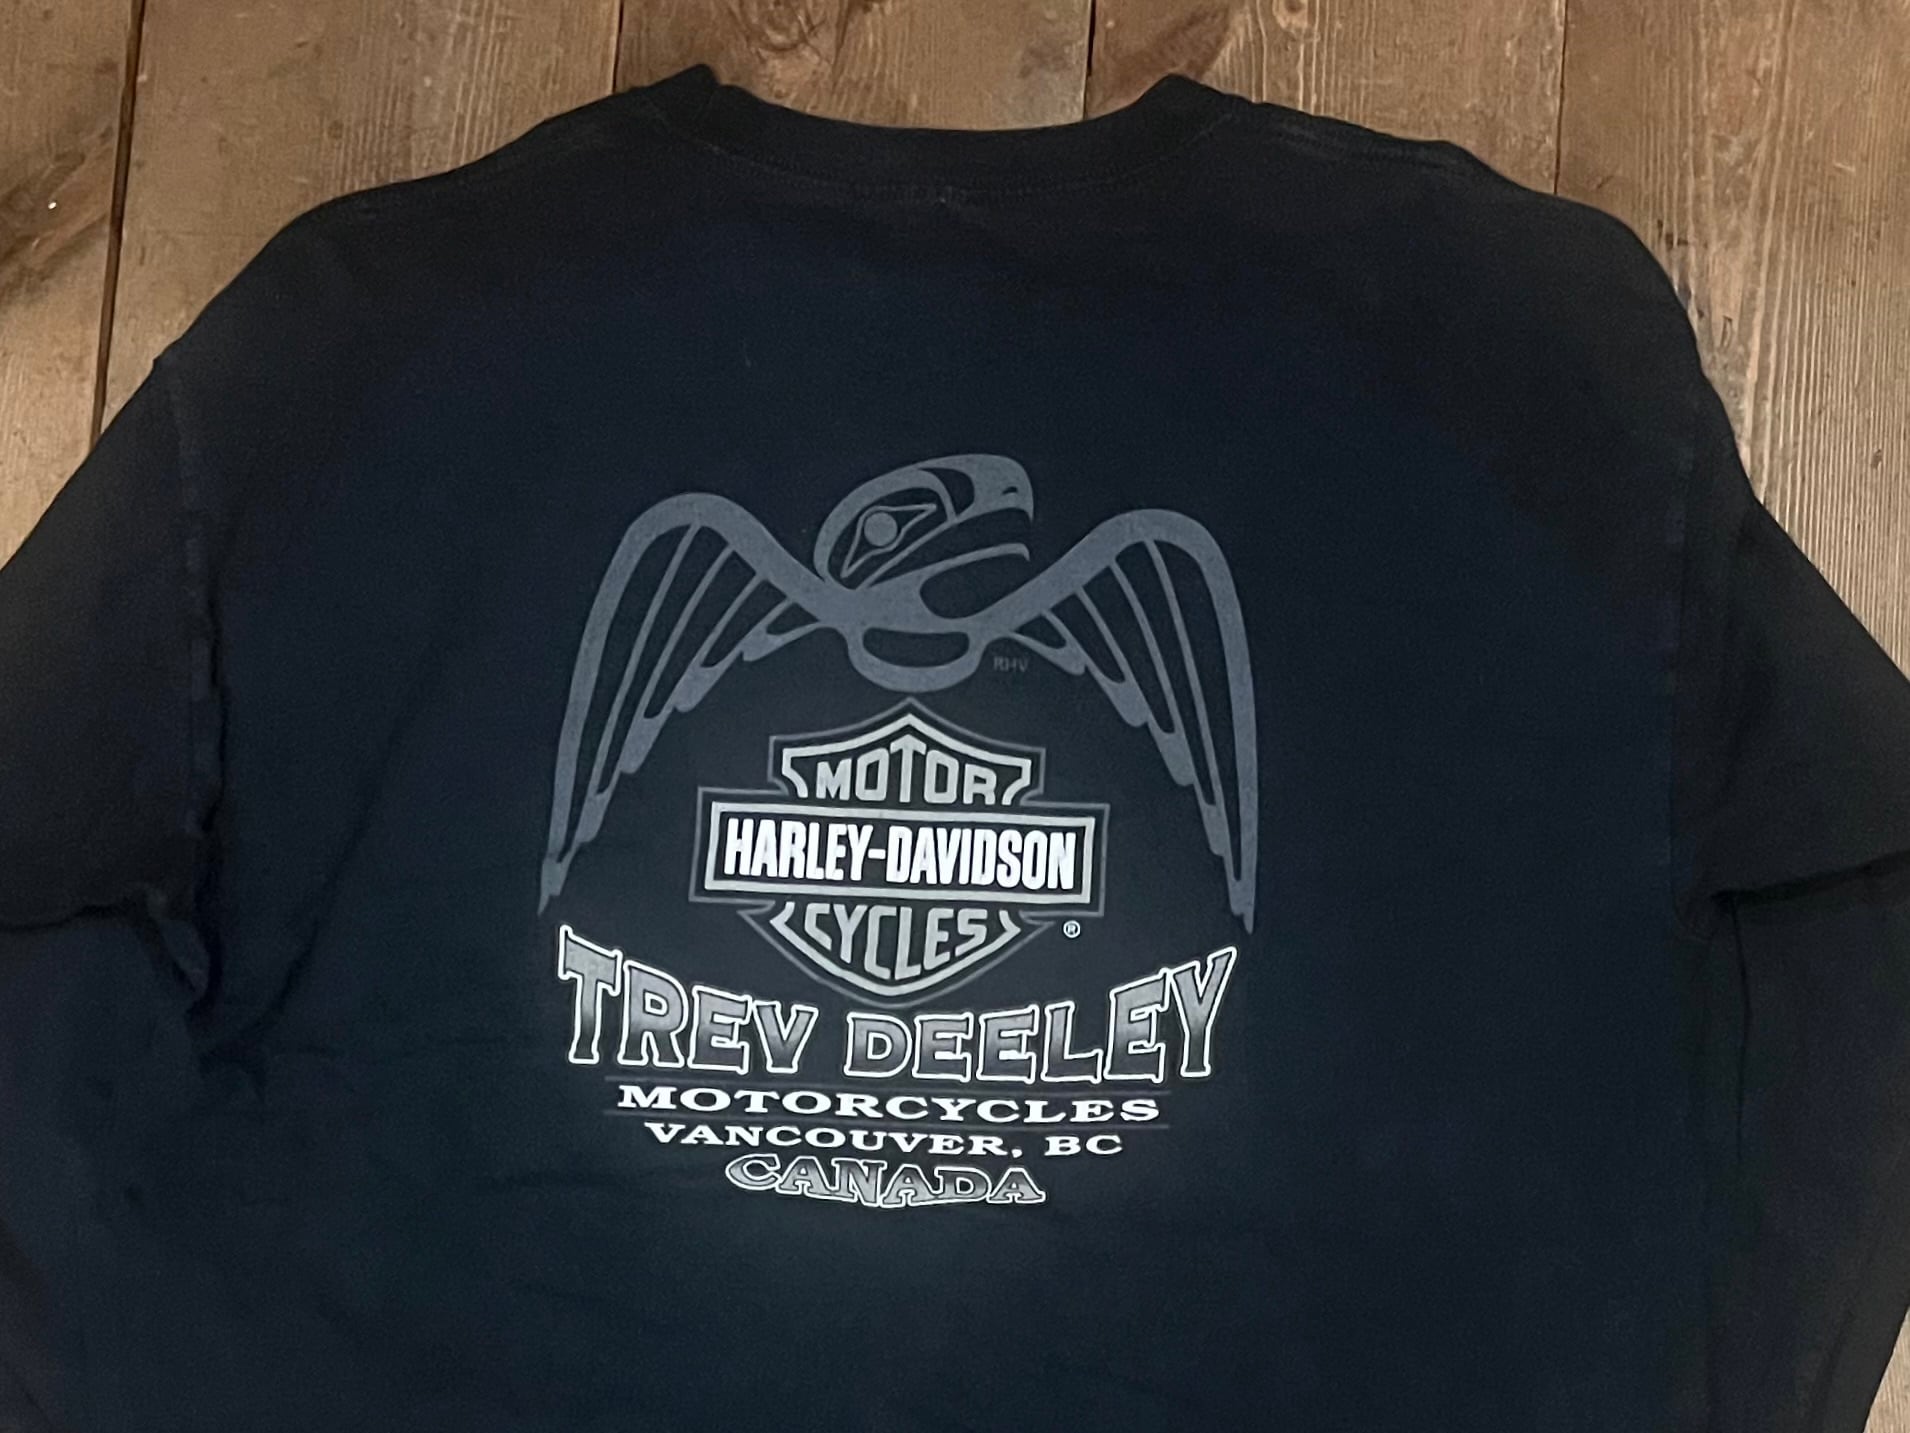 RHV
MOTOR
HARLEY-DAVIDSON
CYCLES
®
TREV DEELEY
MOTORCYCLES
VANCOUVER, BC
CANADA